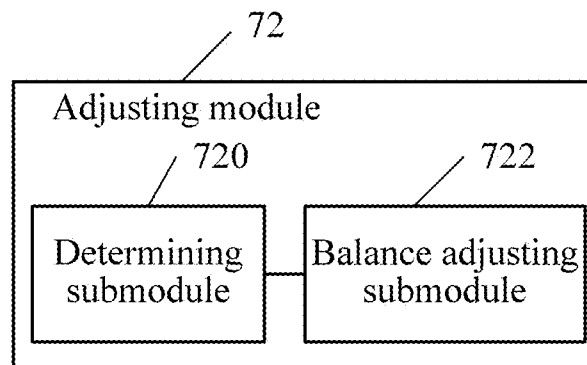 72
Adjusting module
720
722
Determining
submodule
Balance adjusting
submodule